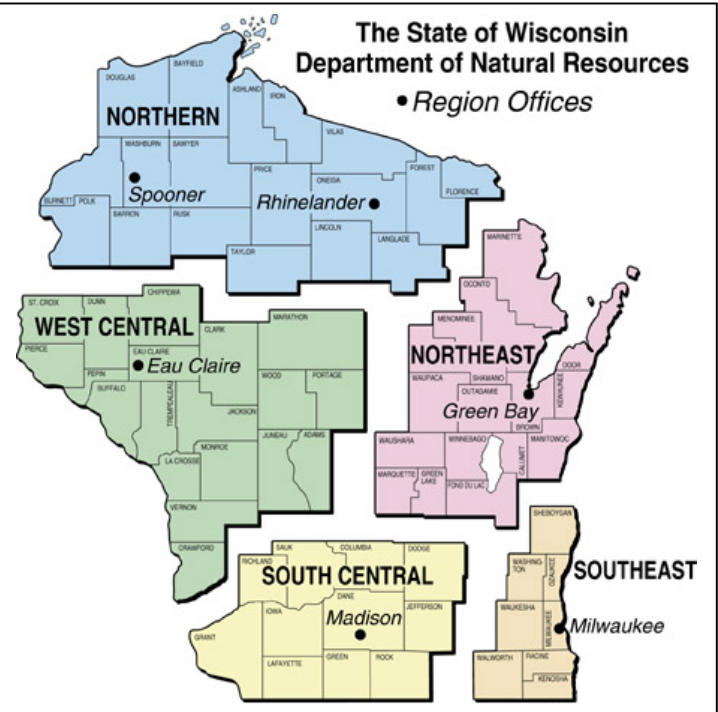 The State of Wisconsin
Department of Natural Resources
Region Offices
DOUGLAS
BAYFIELD
ASHLAND
IRON
NORTHERN
VILAS
WASHBURN
SAWYER
PRICE
ONEIDA
FOREST
FLORENCE
Spooner
Rhinelander
BURNETT
POLK
BARRON
RUSK
LINCOLN
LANGLADE
TAYLOR
MARINETTE
OCONTO
MENOMINEE
NORTHEAST
DOOR
WAUPACA
SHAWANO
OUTAGAMIE
KEWAUNEE
Green Bay
BROWN
WAUSHARA
WINNEBAGO
CALUMET
MANITOWOC
MARQUETTE
GREEN
LAKE
FOND DU LAC
ST. CROIX
DUNN
CHIPPEWA
WEST CENTRAL
CLARK
MARATHON
PIERCE
EAU CLAIRE
Eau Claire
PEPIN
BUFFALO
TREMPEALEAU
WOOD
PORTAGE
JACKSON
JUNEAU
ADAMS
MONROE
LA CROSSE
VERNON
CRAWFORD
SAUK
COLUMBIA
DODGE
RICHLAND
SOUTH CENTRAL
DANE
IOWA
Madison
JEFFERSON
GRANT
LAFAYETTE
GREEN
ROCK
SHEBOYGAN
WASHING-
TON
OZAUKEE
SOUTHEAST
WAUKESHA
MILWAUKEE
Milwaukee
WALWORTH
RACINE
KENOSHA